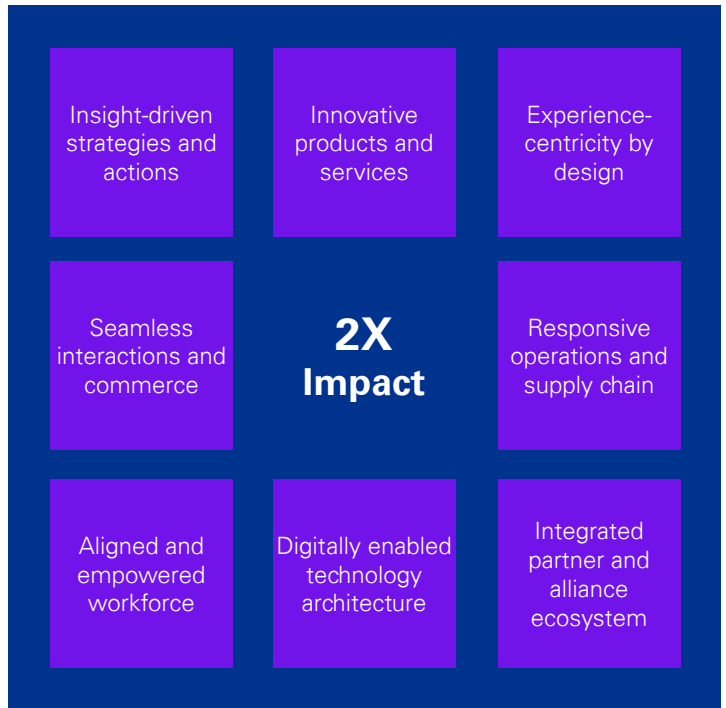 Insight-driven
strategies and
actions
Innovative
products and
services
Experience-
centricity by
design
Seamless
interactions and
commerce
2X
Impact
Responsive
operations and
supply chain
Aligned and
empowered
workforce
Digitally enabled
technology
architecture
Integrated
partner and
alliance
ecosystem